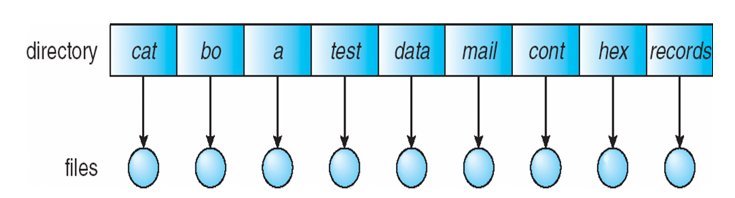 directory cat bo a test data mail cont hex records
files